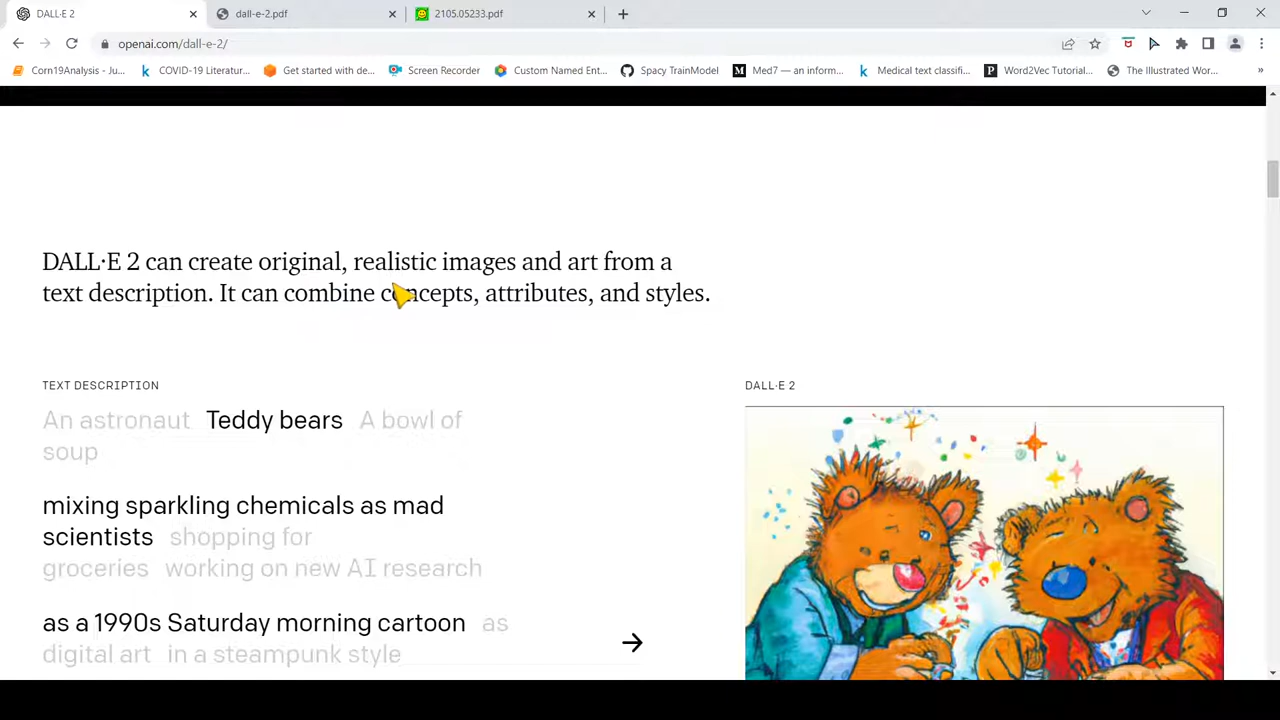 DALL·E 2
dall-e-2.pdf
2105.05233.pdf
openai.com/dall-e-2/
Corn19Analysis - Ju...
COVID-19 Literatur...
Get started with de...
Screen Recorder
Custom Named Ent...
Spacy TrainModel
Med7 — an inform...
Medical text classifi...
Word2Vec Tutorial...
The Illustrated Wor...
»
DALL·E 2 can create original, realistic images and art from a
text description. It can combine concepts, attributes, and styles.
TEXT DESCRIPTION
An astronaut Teddy bears A bowl of
soup
mixing sparkling chemicals as mad
scientists shopping for
groceries working on new AI research
as a 1990s Saturday morning cartoon as
digital art in a steampunk style
DALL·E 2